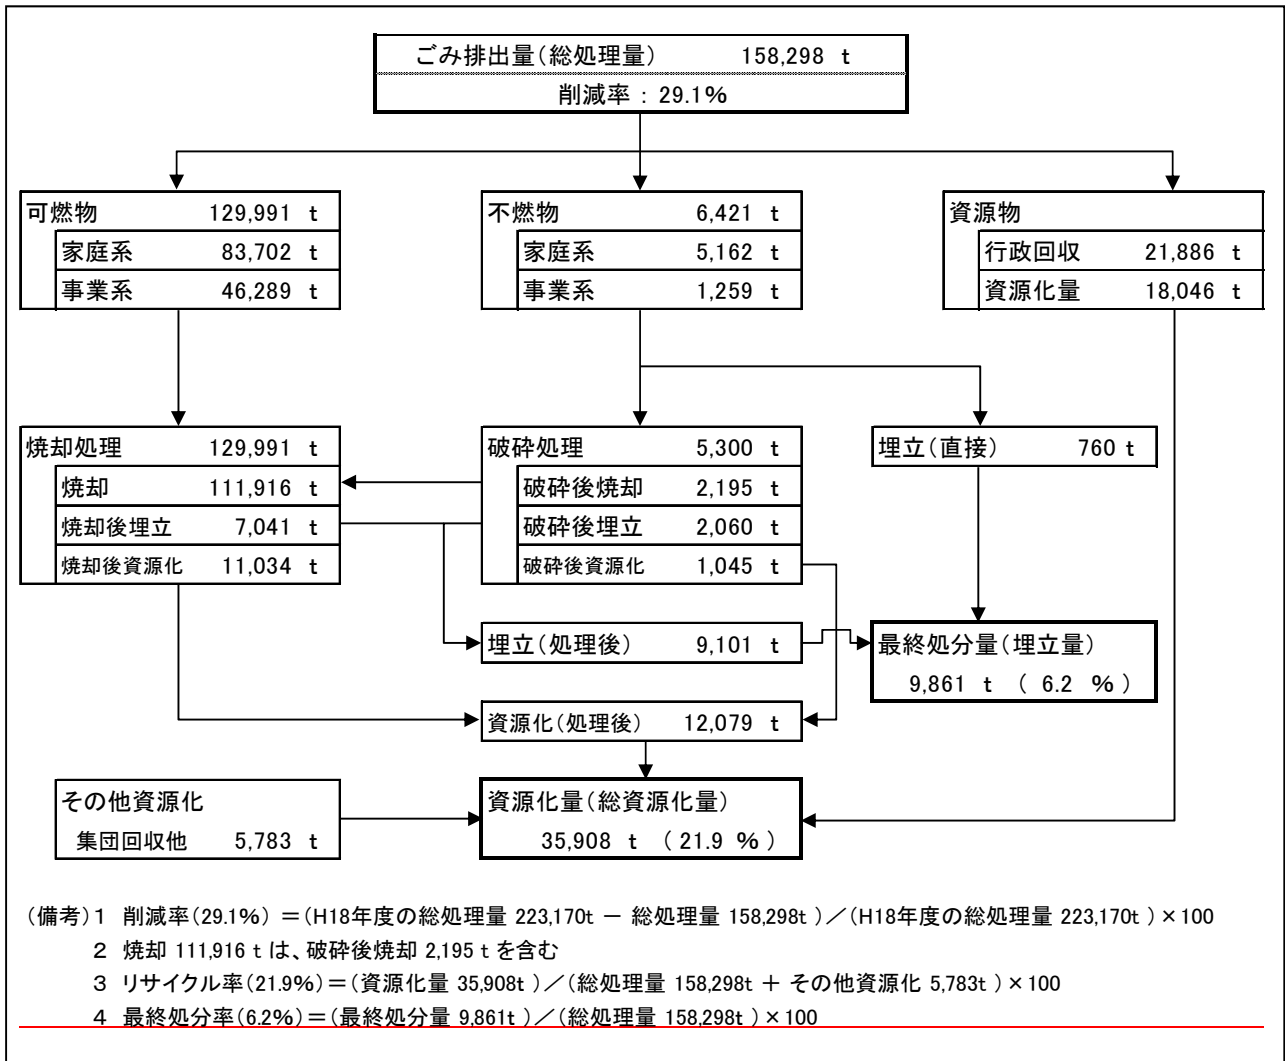 ごみ排出量(総処理量) 158,298 t
削減率 : 29.1%
可燃物 129,991 t
家庭系 83,702 t
事業系 46,289 t
不燃物 6,421 t
家庭系 5,162 t
事業系 1,259 t
資源物
行政回収 21,886 t
資源化量 18,046 t
焼却処理 129,991 t
焼却 111,916 t
焼却後埋立 7,041 t
焼却後資源化 11,034 t
破砕処理 5,300 t
破砕後焼却 2,195 t
破砕後埋立 2,060 t
破砕後資源化 1,045 t
埋立(直接) 760 t
埋立(処理後) 9,101 t
最終処分量(埋立量)
9,861 t ( 6.2 % )
資源化(処理後) 12,079 t
その他資源化
集団回収他 5,783 t
資源化量(総資源化量)
35,908 t ( 21.9 % )
(備考)1 削減率(29.1%) =(H18年度の総処理量 223,170t - 総処理量 158,298t)/(H18年度の総処理量 223,170t )×100
2 焼却 111,916 t は、破砕後焼却 2,195 t を含む
3 リサイクル率(21.9%)=(資源化量 35,908t )/(総処理量 158,298t + その他資源化 5,783t )×100
4 最終処分率(6.2%)=(最終処分量 9,861t )/(総処理量 158,298t )×100